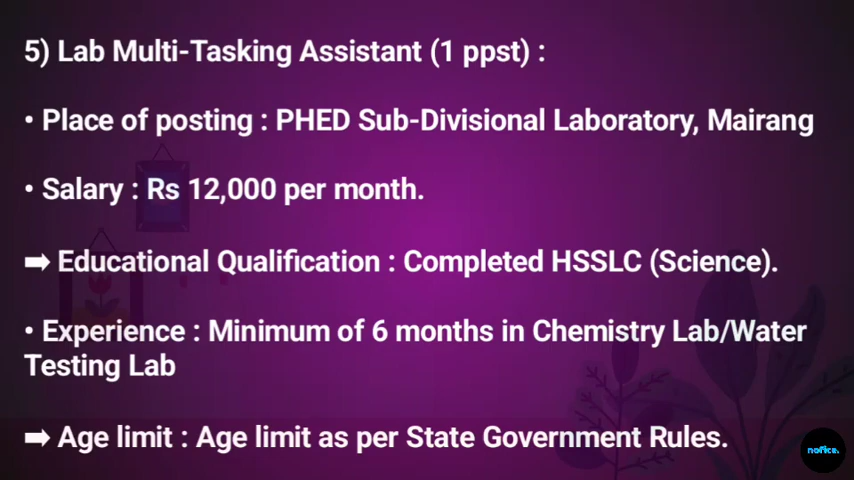 5) Lab Multi-Tasking Assistant (1 ppst) :
• Place of posting : PHED Sub-Divisional Laboratory, Mairang
• Salary : Rs 12,000 per month.
➡ Educational Qualification : Completed HSSLC (Science).
• Experience : Minimum of 6 months in Chemistry Lab/Water
Testing Lab
➡ Age limit : Age limit as per State Government Rules.